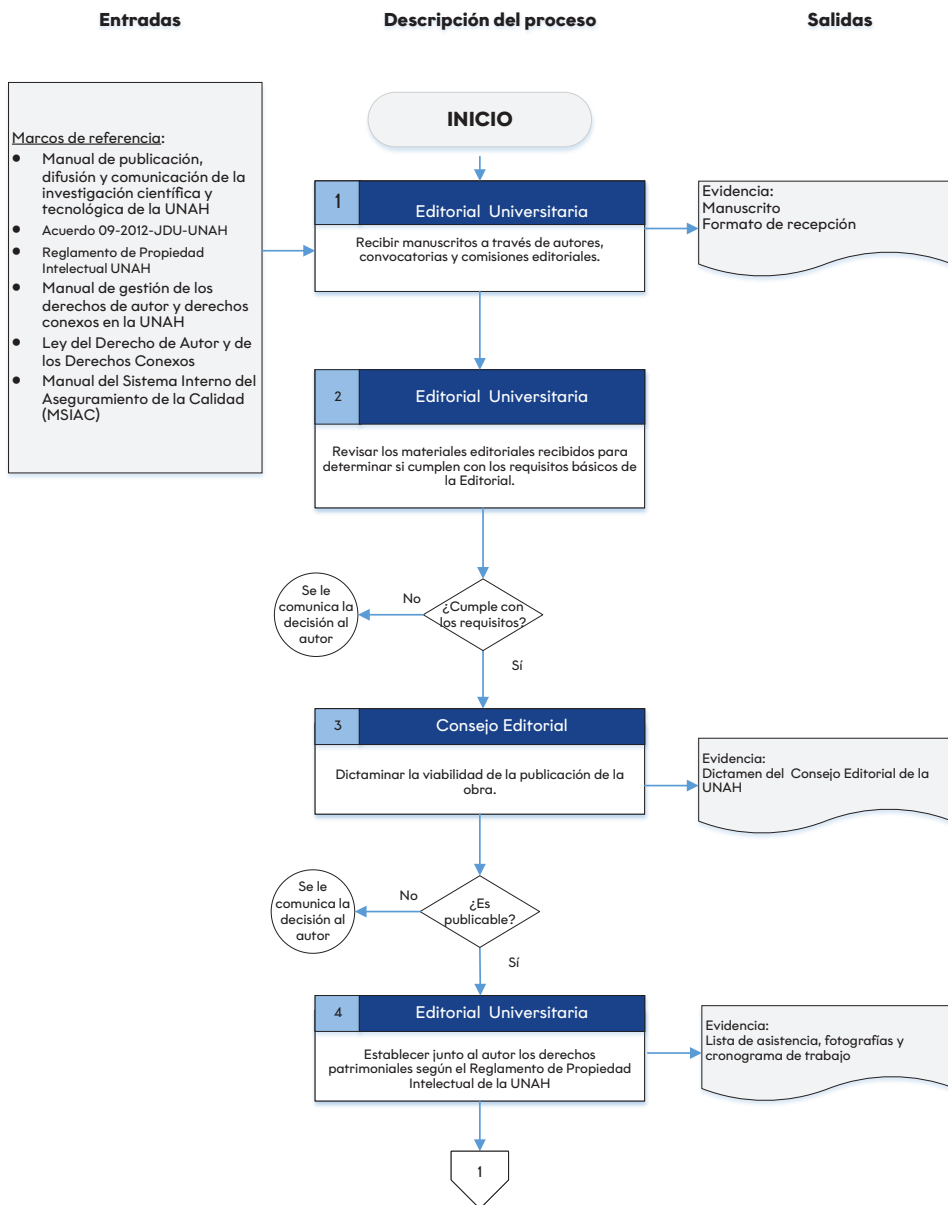 Entradas
Descripción del proceso
Salidas
Marcos de referencia:
● Manual de publicación,
difusión y comunicación de la
investigación científica y
tecnológica de la UNAH
● Acuerdo 09-2012-JDU-UNAH
● Reglamento de Propiedad
Intelectual UNAH
● Manual de gestión de los
derechos de autor y derechos
conexos en la UNAH
● Ley del Derecho de Autor y de
los Derechos Conexos
● Manual del Sistema Interno del
Aseguramiento de la Calidad
(MSIAC)
INICIO
1
Editorial Universitaria
Recibir manuscritos a través de autores,
convocatorias y comisiones editoriales.
Evidencia:
Manuscrito
Formato de recepción
2
Editorial Universitaria
Revisar los materiales editoriales recibidos para
determinar si cumplen con los requisitos básicos de
la Editorial.
¿Cumple con
los requisitos?
No
Se le
comunica la
decisión al
autor
Sí
3
Consejo Editorial
Dictaminar la viabilidad de la publicación de la
obra.
Evidencia:
Dictamen del Consejo Editorial de la
UNAH
¿Es
publicable?
No
Se le
comunica la
decisión al
autor
Sí
4
Editorial Universitaria
Establecer junto al autor los derechos
patrimoniales según el Reglamento de Propiedad
Intelectual de la UNAH
Evidencia:
Lista de asistencia, fotografías y
cronograma de trabajo
1